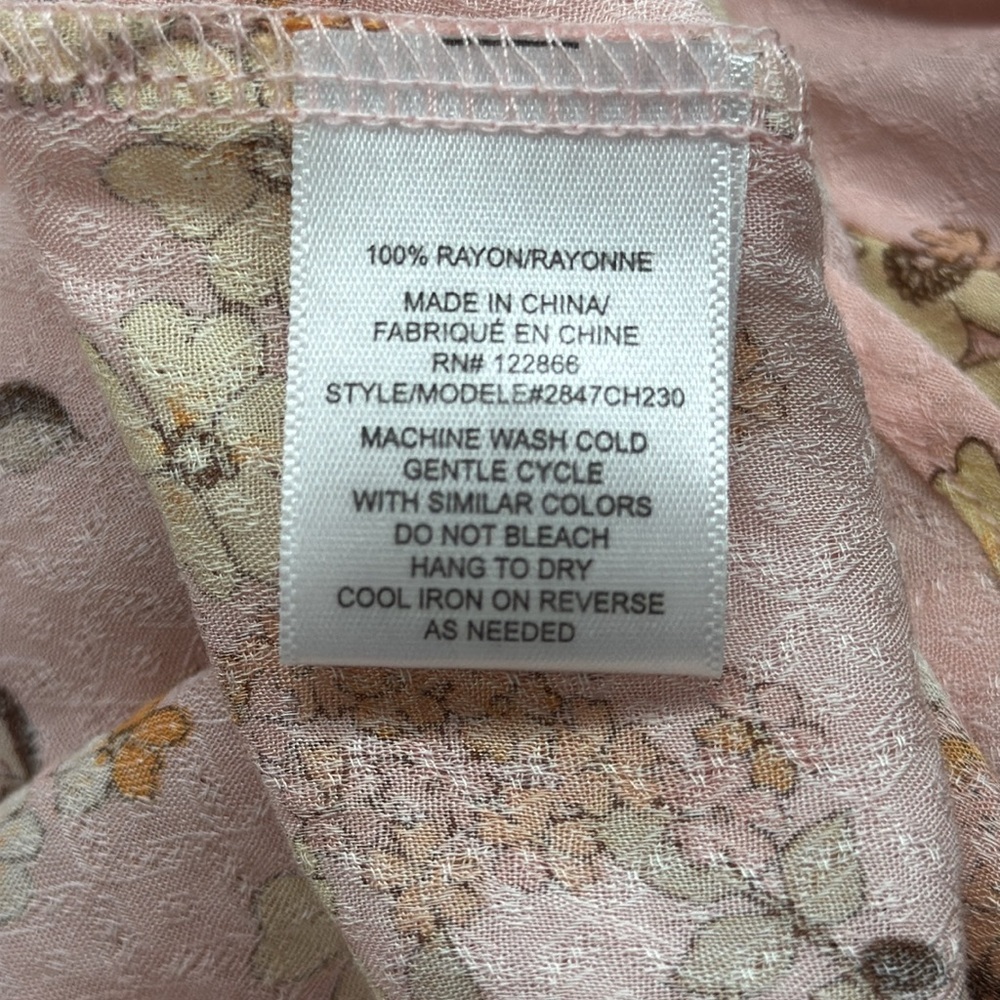 100% RAYON/RAYONNE
MADE IN CHINA/
FABRIQUÉ EN CHINE
RN# 122866
STYLE/MODELE#2847CH230
MACHINE WASH COLD
GENTLE CYCLE
WITH SIMILAR COLORS
DO NOT BLEACH
HANG TO DRY
COOL IRON ON REVERSE
AS NEEDED